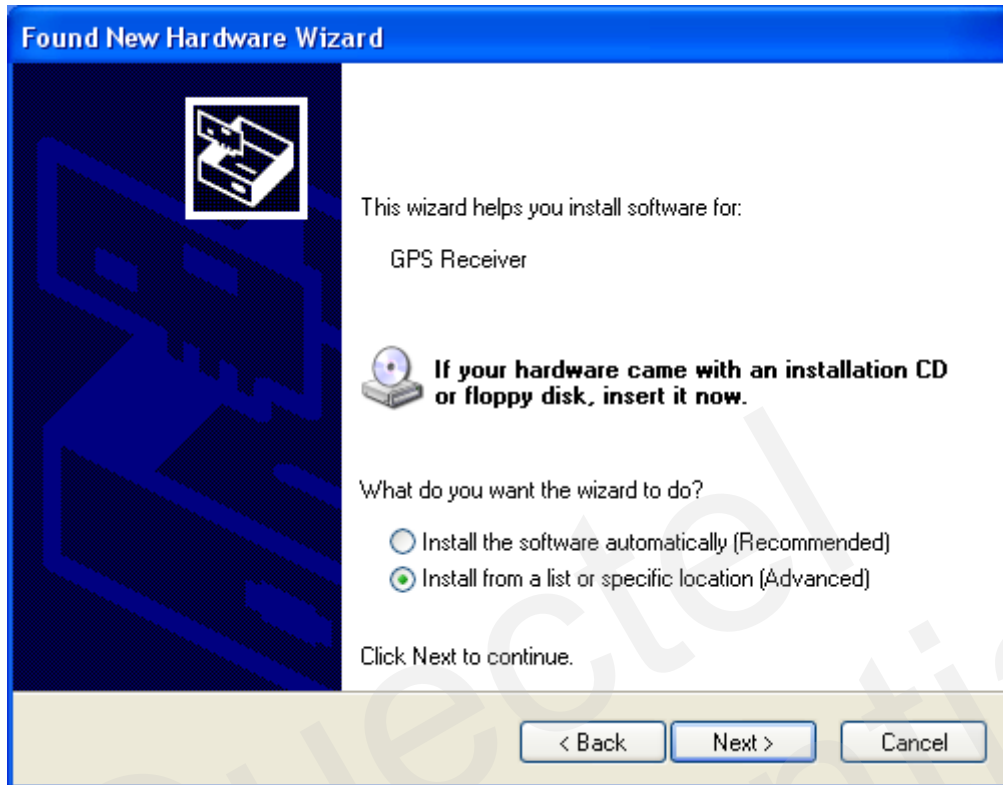 Found New Hardware Wizard
This wizard helps you install software for:
GPS Receiver
If your hardware came with an installation CD
or floppy disk, insert it now.
What do you want the wizard to do?
Install the software automatically (Recommended)
Install from a list or specific location (Advanced)
Click Next to continue.
< Back
Next >
Cancel
uectel